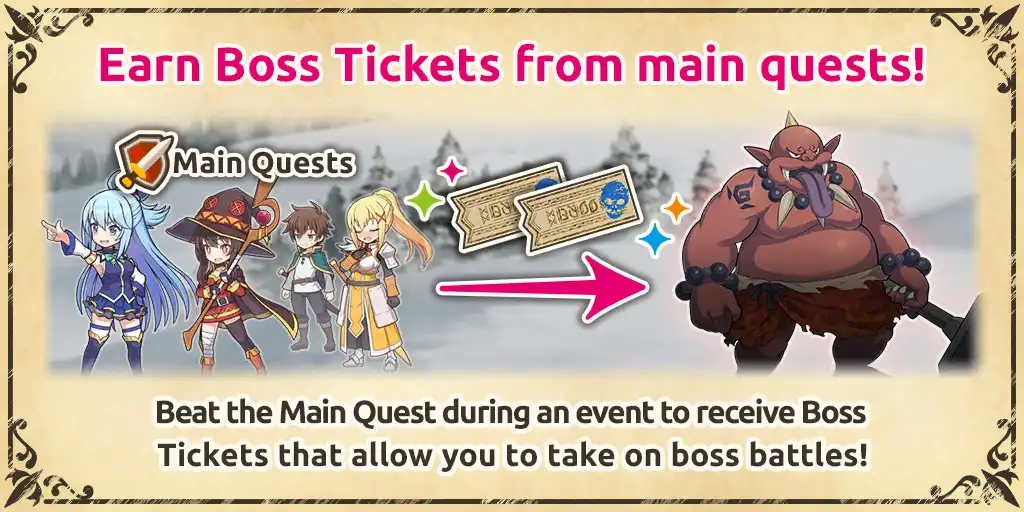 Earn Boss Tickets from main quests!
Main Quests
BOSS
Beat the Main Quest during an event to receive Boss
Tickets that allow you to take on boss battles!